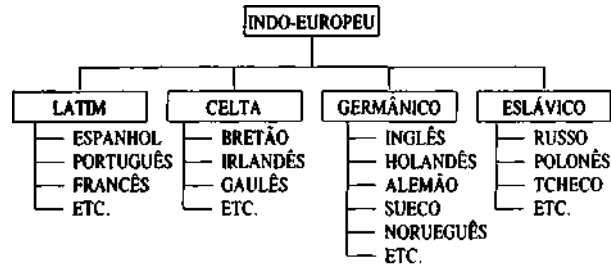 INDO-EUROPEU
LATIM
ESPANHOL
PORTUGUÊS
FRANCÊS
ETC.
CELTA
BRETÃO
IRLANDÊS
GAULÊS
ETC.
GERMÂNICO
INGLÊS
HOLANDÊS
ALEMÃO
SUECO
NORUEGUÊS
ETC.
ESLÁVICO
RUSSO
POLONÊS
TCHECO
ETC.